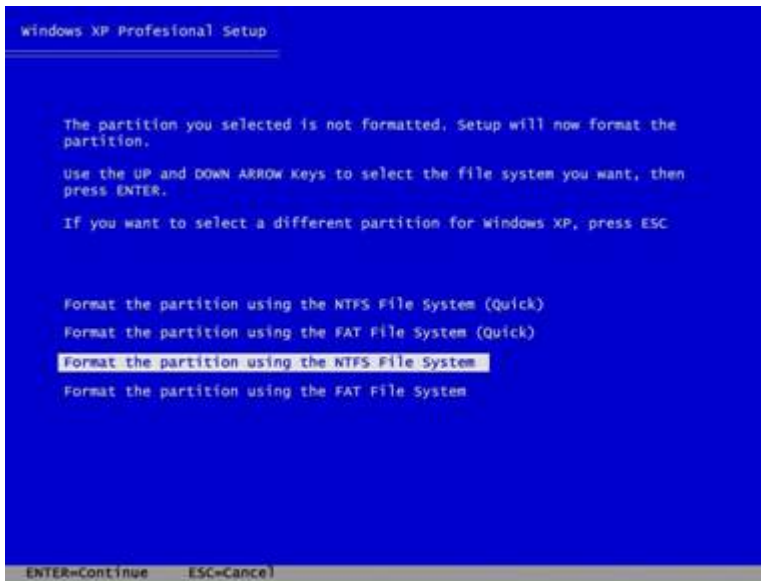 Windows XP Profesional Setup
The partition you selected is not formatted. Setup will now format the
partition.
Use the UP and DOWN ARROW Keys to select the file system you want, then
press ENTER.
If you want to select a different partition for Windows XP, press ESC
Format the partition using the NTFS File System (Quick)
Format the partition using the FAT File System (Quick)
Format the partition using the NTFS File System
Format the partition using the FAT File System
ENTER=Continue ESC=Cancel